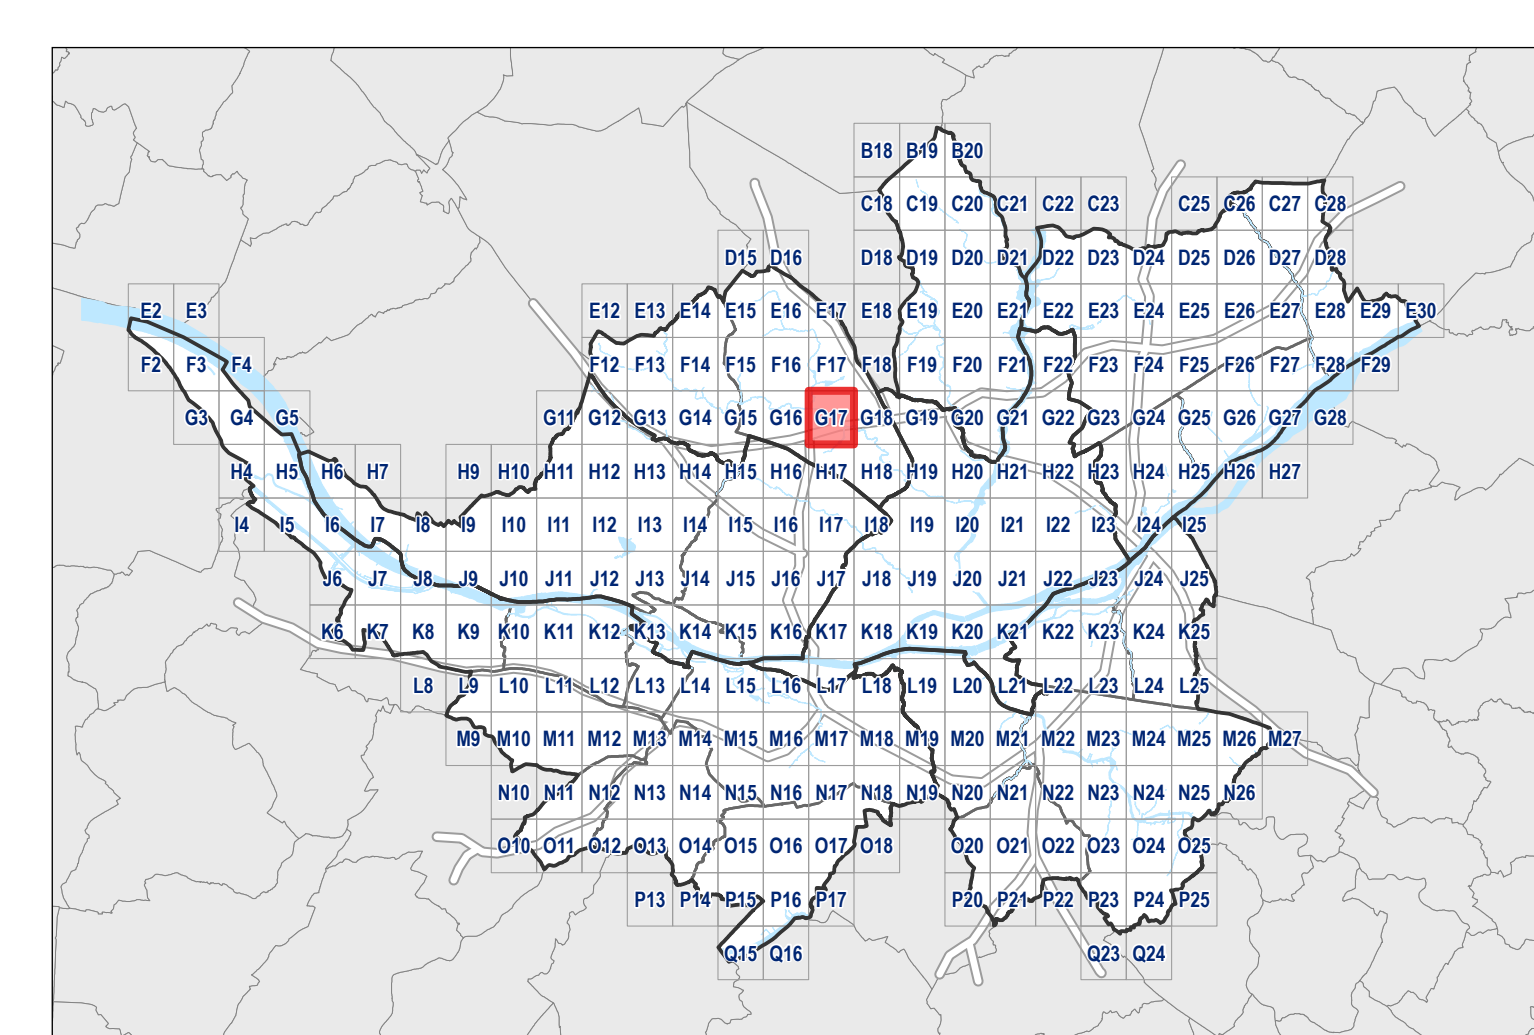 B18 B19 B20
C18 C19 C20 C21 C22 C23 C25 C26 C27 C28
D15 D16 D18 D19 D20 D21 D22 D23 D24 D25 D26 D27 D28
E2 E3 E12 E13 E14 E15 E16 E17 E18 E19 E20 E21 E22 E23 E24 E25 E26 E27 E28 E29 E30
F2 F3 F4 F12 F13 F14 F15 F16 F17 F18 F19 F20 F21 F22 F23 F24 F25 F26 F27 F28 F29
G3 G4 G5 G11 G12 G13 G14 G15 G16 G17 G18 G19 G20 G21 G22 G23 G24 G25 G26 G27 G28
H4 H5 H6 H7 H9 H10 H11 H12 H13 H14 H15 H16 H17 H18 H19 H20 H21 H22 H23 H24 H25 H26 H27
I4 I5 I6 I7 I8 I9 I10 I11 I12 I13 I14 I15 I16 I17 I18 I19 I20 I21 I22 I23 I24 I25
J6 J7 J8 J9 J10 J11 J12 J13 J14 J15 J16 J17 J18 J19 J20 J21 J22 J23 J24 J25
K6 K7 K8 K9 K10 K11 K12 K13 K14 K15 K16 K17 K18 K19 K20 K21 K22 K23 K24 K25
L8 L9 L10 L11 L12 L13 L14 L15 L16 L17 L18 L19 L20 L21 L22 L23 L24 L25
M9 M10 M11 M12 M13 M14 M15 M16 M17 M18 M19 M20 M21 M22 M23 M24 M25 M26 M27
N10 N11 N12 N13 N14 N15 N16 N17 N18 N19 N20 N21 N22 N23 N24 N25 N26
O10 O11 O12 O13 O14 O15 O16 O17 O18 O20 O21 O22 O23 O24 O25
P13 P14 P15 P16 P17 P20 P21 P22 P23 P24 P25
Q15 Q16 Q23 Q24